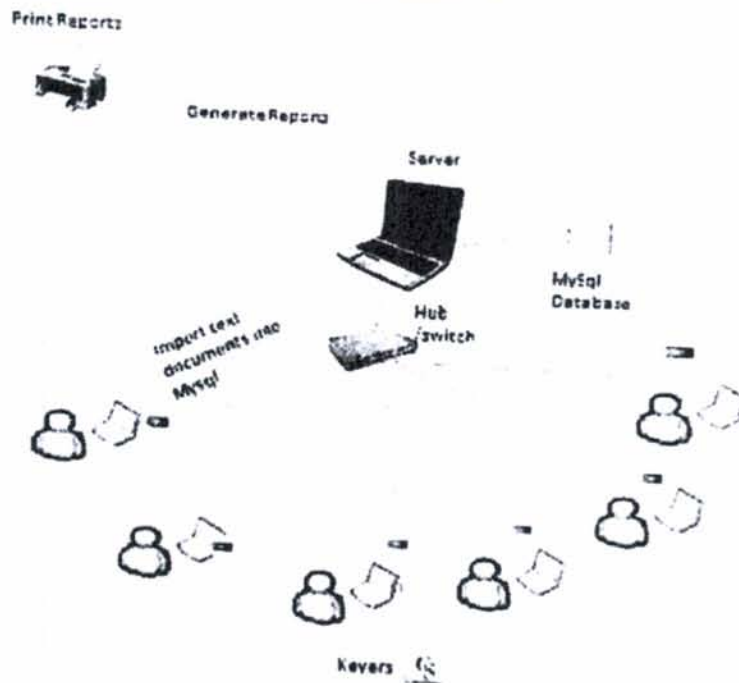 Print Reports
Generate Reports
Server
MySql
Database
Hub
/switch
Import text
documents into
Mysql
Keyers